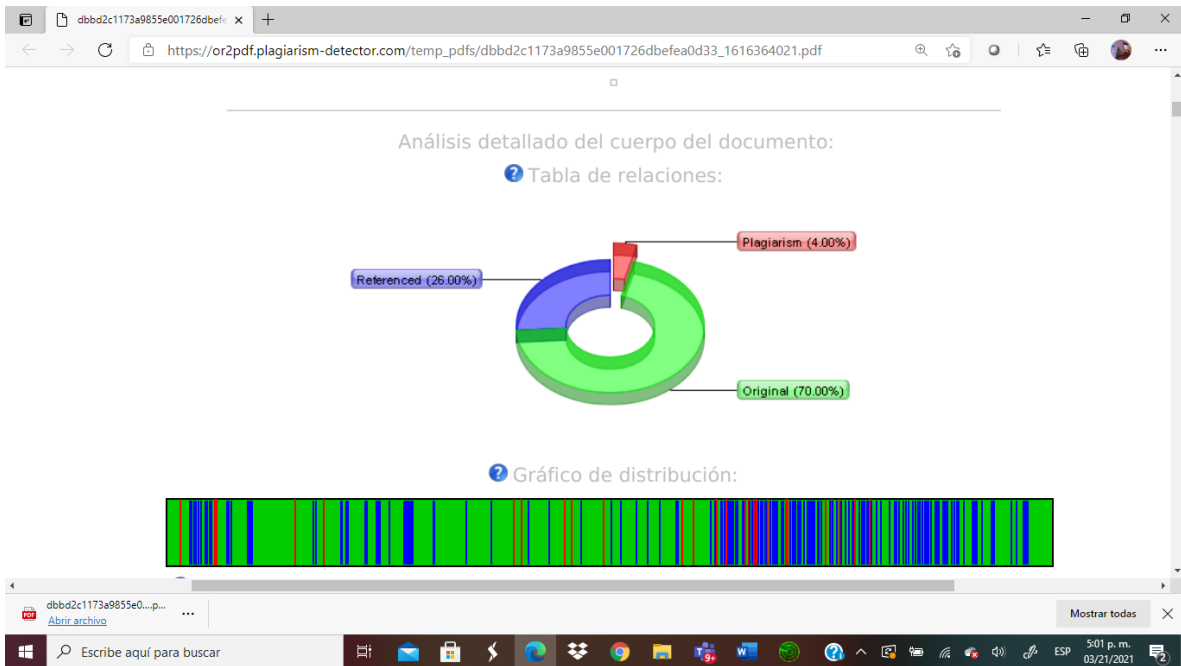 dbbd2c1173a9855e001726dbefe
https://or2pdf.plagiarism-detector.com/temp_pdfs/dbbd2c1173a9855e001726dbefea0d33_1616364021.pdf
Análisis detallado del cuerpo del documento:
Tabla de relaciones:
Plagiarism (4.00%)
Referenced (26.00%)
Original (70.00%)
Gráfico de distribución:
dbbd2c1173a9855e0....p...
Abrir archivo
Mostrar todas
Escribe aquí para buscar
9+
ESP
5:01 p. m.
03/21/2021
2